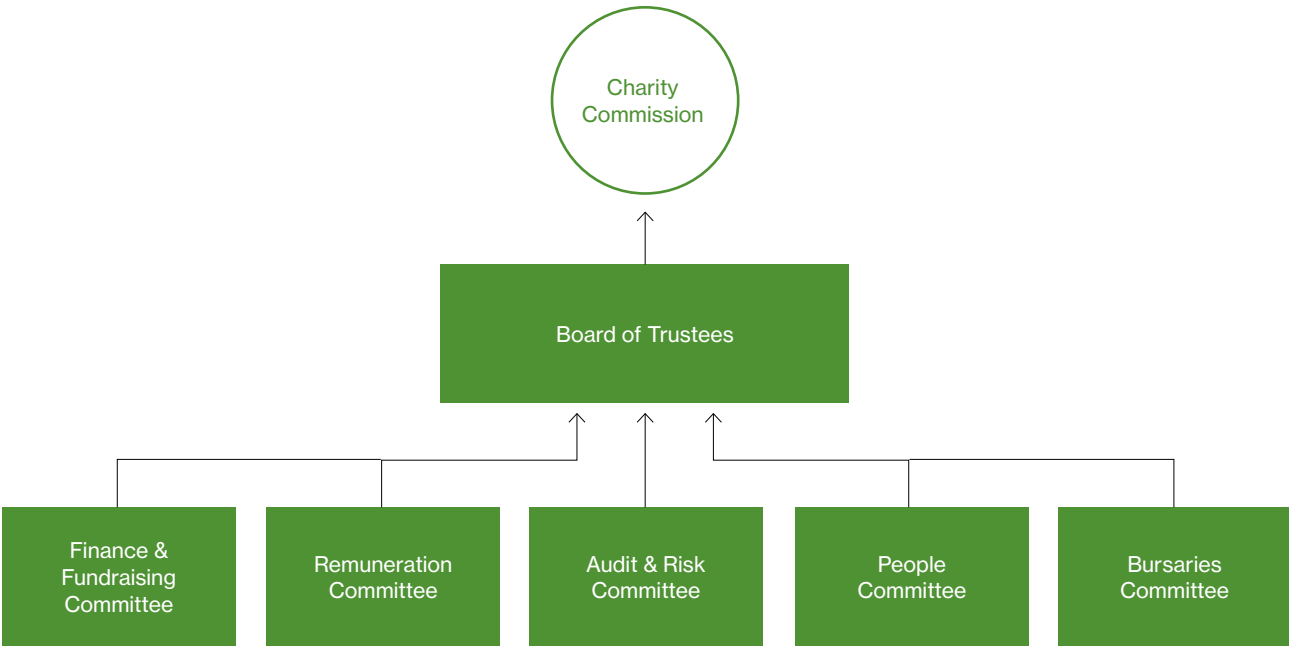 Charity
Commission
Board of Trustees
Finance &
Fundraising
Committee
Remuneration
Committee
Audit & Risk
Committee
People
Committee
Bursaries
Committee